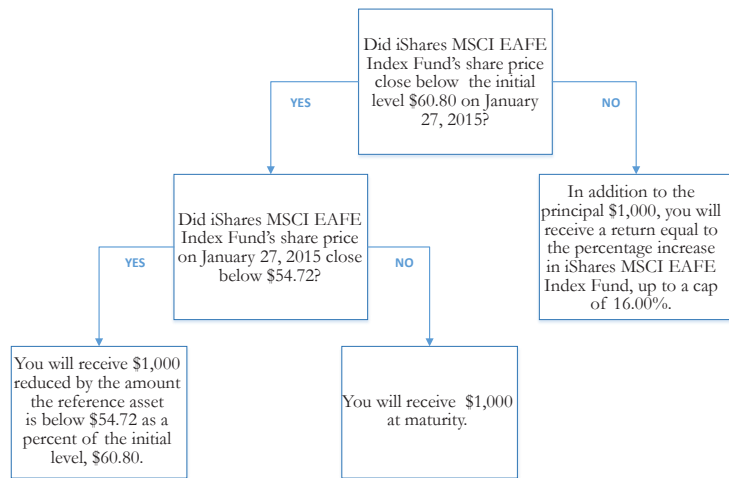 Did iShares MSCI EAFE
Index Fund's share price
close below the initial
level $60.80 on January
27, 2015?
YES
NO
Did iShares MSCI EAFE
Index Fund's share price
on January 27, 2015 close
below $54.72?
In addition to the
principal $1,000, you will
receive a return equal to
the percentage increase
in iShares MSCI EAFE
Index Fund, up to a cap
of 16.00%.
YES
NO
You will receive $1,000
reduced by the amount
the reference asset
is below $54.72 as a
percent of the initial
level, $60.80.
You will receive $1,000
at maturity.